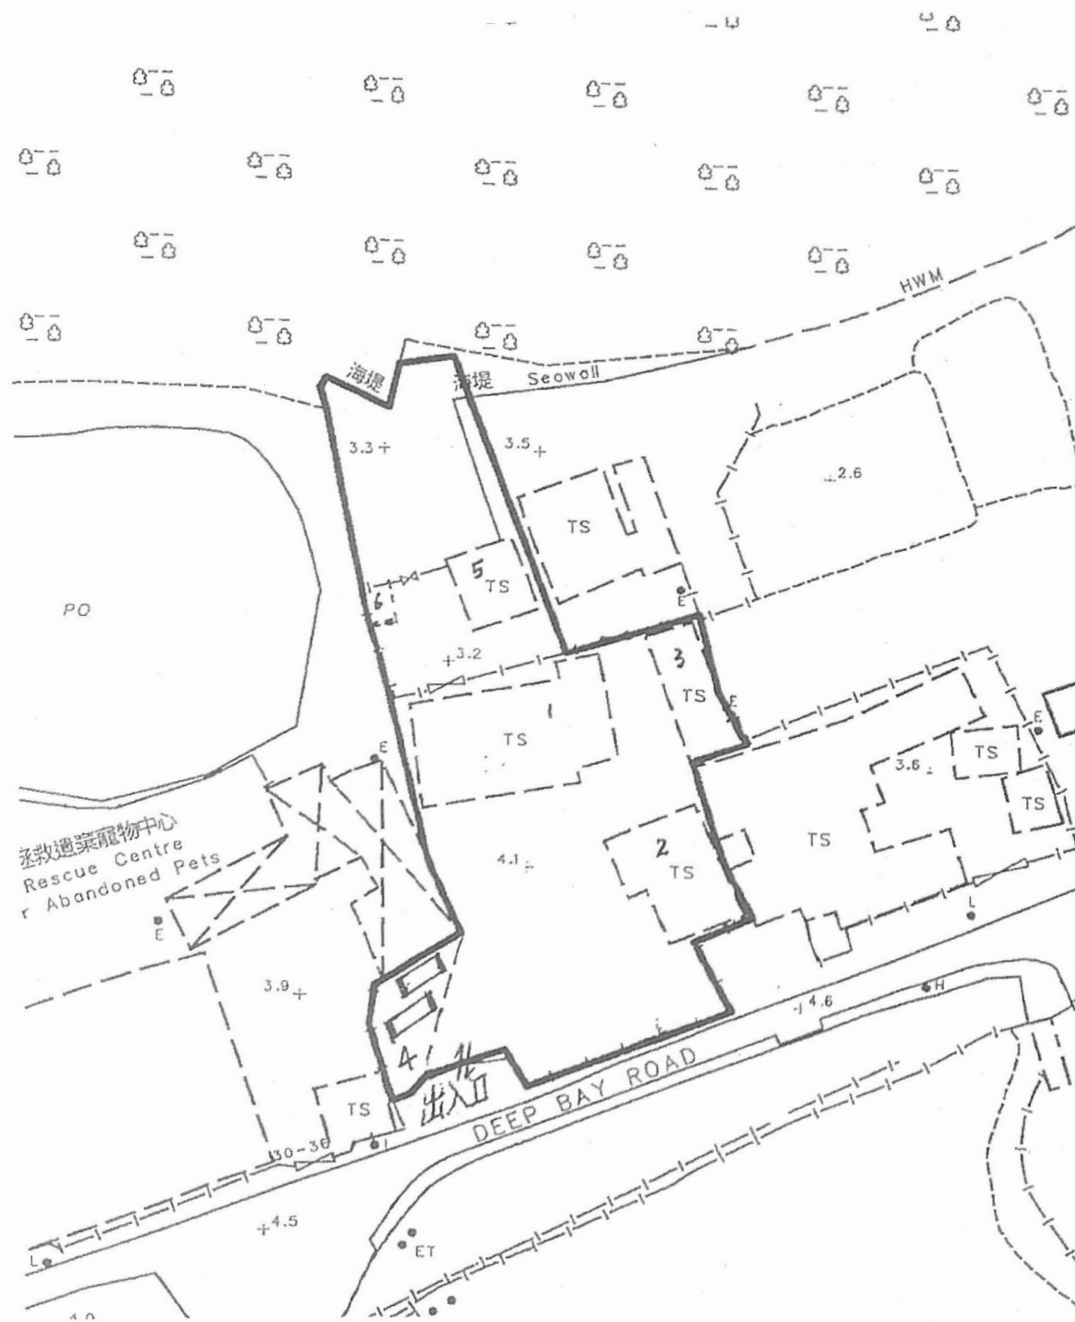 HWM
海堤
海堤 Seawall
3.3
3.5
2.6
TS
5
TS
6
E
PO
3.2
3
TS
E
1
TS
E
E
TS
3.6
TS
拯救遺棄寵物中心
Rescue Centre
r Abandoned Pets
TS
2
TS
4.1
E
L
3.9
H
4.6
4
出入口
DEEP BAY ROAD
TS
30-36
4.5
L
ET